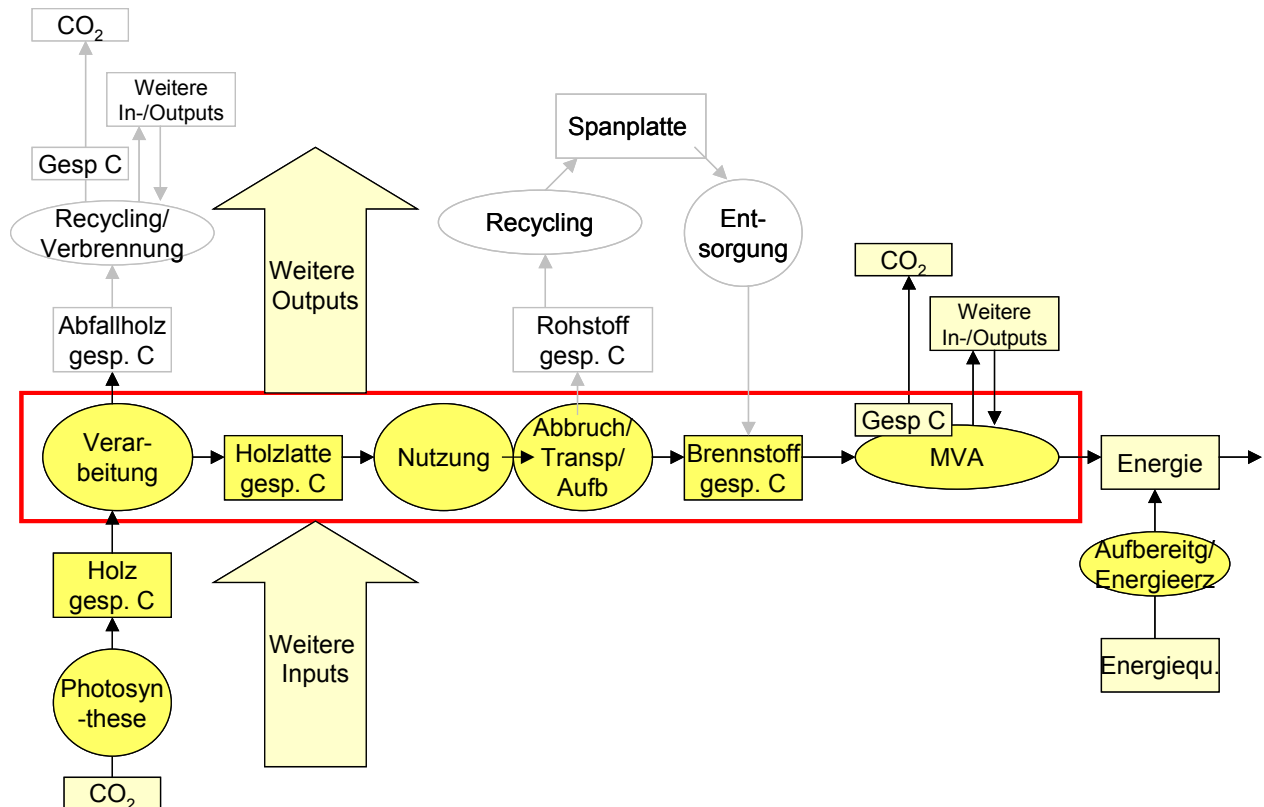 CO₂
Weitere
In-/Outputs
Gesp C
Recycling/
Verbrennung
Abfallholz
gesp. C
Weitere
Outputs
Spanplatte
Recycling
Ent-
sorgung
Rohstoff
gesp. C
CO₂
Weitere
In-/Outputs
Gesp C
Verar-
beitung
Holzlatte
gesp. C
Nutzung
Abbruch/
Transp/
Aufb
Brennstoff
gesp. C
MVA
Energie
Holz
gesp. C
Weitere
Inputs
Aufbereitg/
Energieerz
Energiequ.
Photosyn
-these
CO₂